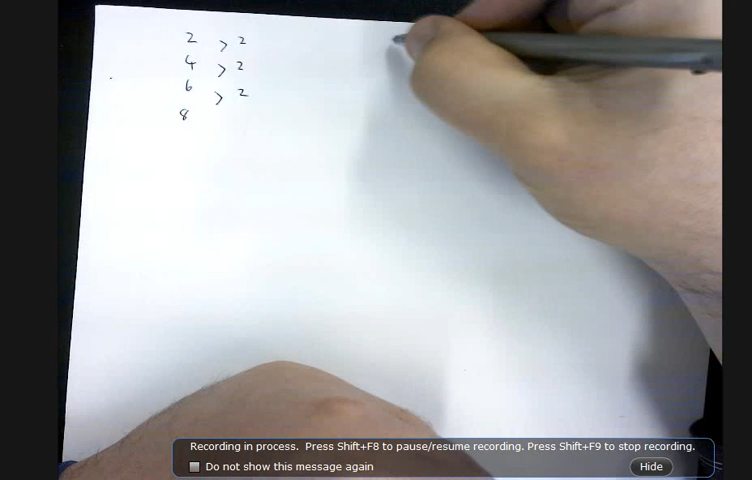 2 > 2
4 > 2
6 > 2
8
Recording in process. Press Shift+F8 to pause/resume recording. Press Shift+F9 to stop recording.
Do not show this message again
Hide